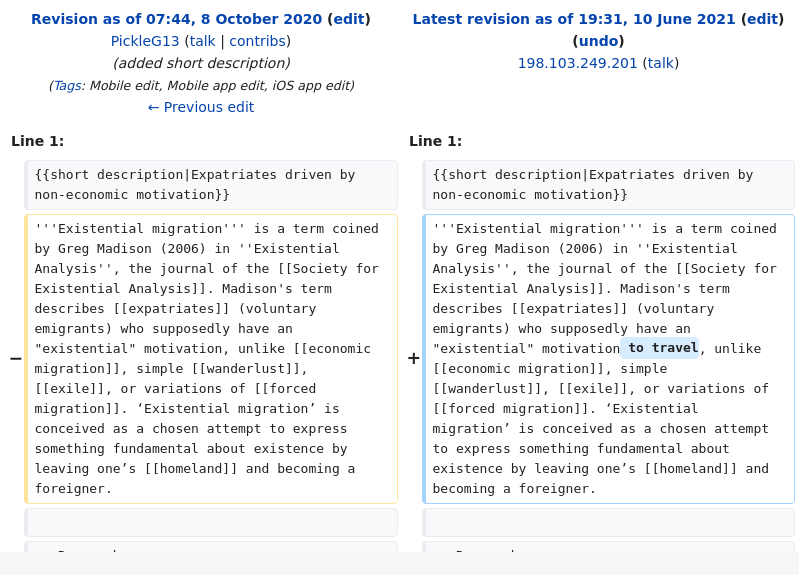 Revision as of 07:44, 8 October 2020 (edit)
PickleG13 (talk | contribs)
(added short description)
(Tags: Mobile edit, Mobile app edit, iOS app edit)
← Previous edit
Latest revision as of 19:31, 10 June 2021 (edit)
(undo)
198.103.249.201 (talk)
Line 1:
{{short description|Expatriates driven by
non-economic motivation}}
− '''Existential migration''' is a term coined
by Greg Madison (2006) in ''Existential
Analysis'', the journal of the [[Society for
Existential Analysis]]. Madison's term
describes [[expatriates]] (voluntary
emigrants) who supposedly have an
"existential" motivation, unlike [[economic
migration]], simple [[wanderlust]],
[[exile]], or variations of [[forced
migration]]. ‘Existential migration’ is
conceived as a chosen attempt to express
something fundamental about existence by
leaving one’s [[homeland]] and becoming a
foreigner.
Line 1:
{{short description|Expatriates driven by
non-economic motivation}}
+ '''Existential migration''' is a term coined
by Greg Madison (2006) in ''Existential
Analysis'', the journal of the [[Society for
Existential Analysis]]. Madison's term
describes [[expatriates]] (voluntary
emigrants) who supposedly have an
"existential" motivation to travel, unlike
[[economic migration]], simple
[[wanderlust]], [[exile]], or variations of
[[forced migration]]. ‘Existential
migration’ is conceived as a chosen attempt
to express something fundamental about
existence by leaving one’s [[homeland]] and
becoming a foreigner.